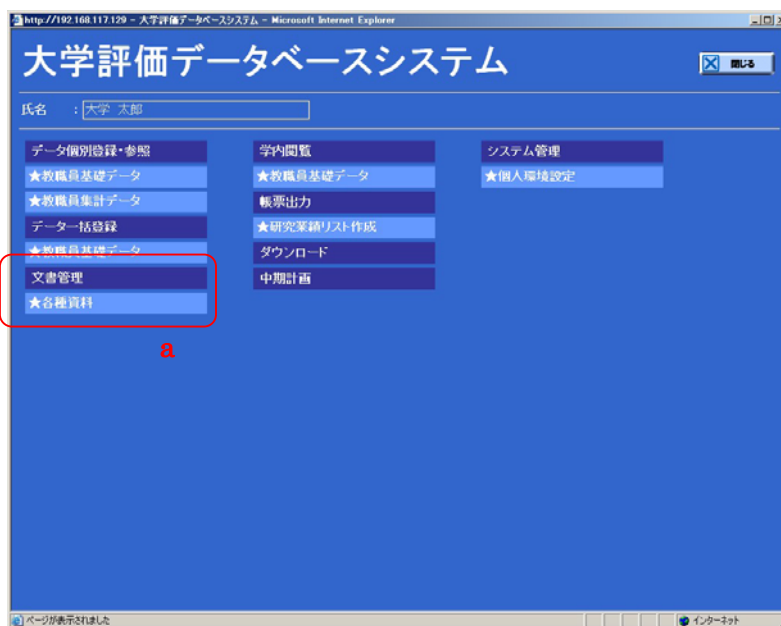 http://192.168.117.129 - 大学評価データベースシステム - Microsoft Internet Explorer
大学評価データベースシステム
閉じる
氏名 :大学 太郎
データ個別登録・参照
★教職員基礎データ
★教職員集計データ
データ一括登録
★教職員基礎データ
文書管理
★各種資料
学内閲覧
★教職員基礎データ
帳票出力
★研究業績リスト作成
ダウンロード
中期計画
システム管理
★個人環境設定
a
ページが表示されました
インターネット